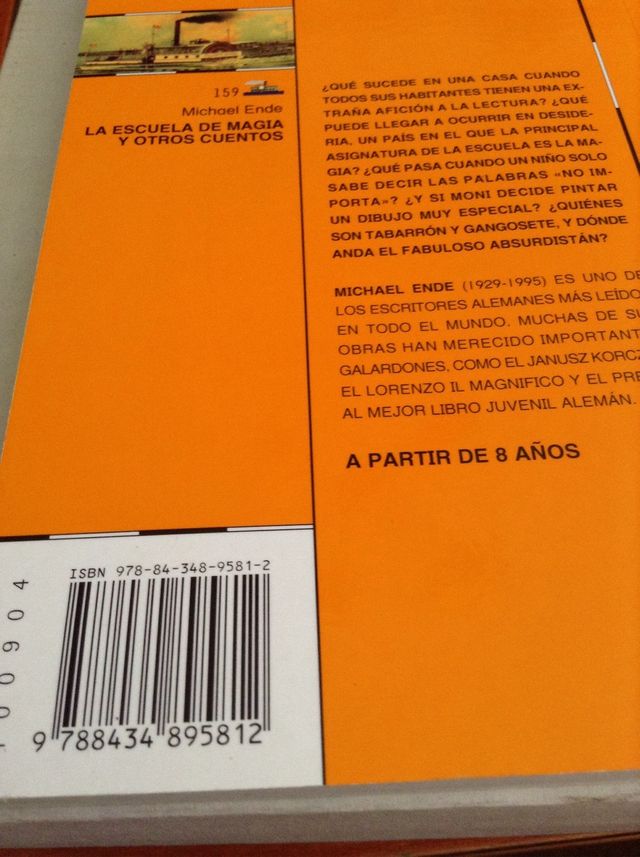 159
Michael Ende
LA ESCUELA DE MAGIA
Y OTROS CUENTOS
¿QUÉ SUCEDE EN UNA CASA CUANDO
TODOS SUS HABITANTES TIENEN UNA EX-
TRAÑA AFICIÓN A LA LECTURA? ¿QUÉ
PUEDE LLEGAR A OCURRIR EN DESIDE-
RIA, UN PAÍS EN EL QUE LA PRINCIPAL
ASIGNATURA DE LA ESCUELA ES LA MA-
GIA? ¿QUÉ PASA CUANDO UN NIÑO SOLO
SABE DECIR LAS PALABRAS «NO IM-
PORTA»? ¿Y SI MONI DECIDE PINTAR
UN DIBUJO MUY ESPECIAL? ¿QUIÉNES
SON TABARRÓN Y GANGOSETE, Y DÓNDE
ANDA EL FABULOSO ABSURDISTÁN?
MICHAEL ENDE (1929-1995) ES UNO DE
LOS ESCRITORES ALEMANES MÁS LEÍDO
EN TODO EL MUNDO. MUCHAS DE SU
OBRAS HAN MERECIDO IMPORTANT
GALARDONES, COMO EL JANUSZ KORCZ
EL LORENZO IL MAGNIFICO Y EL PRE
AL MEJOR LIBRO JUVENIL ALEMÁN.
A PARTIR DE 8 AÑOS
ISBN 978-84-348-9581-2
9 788434 895812
00904